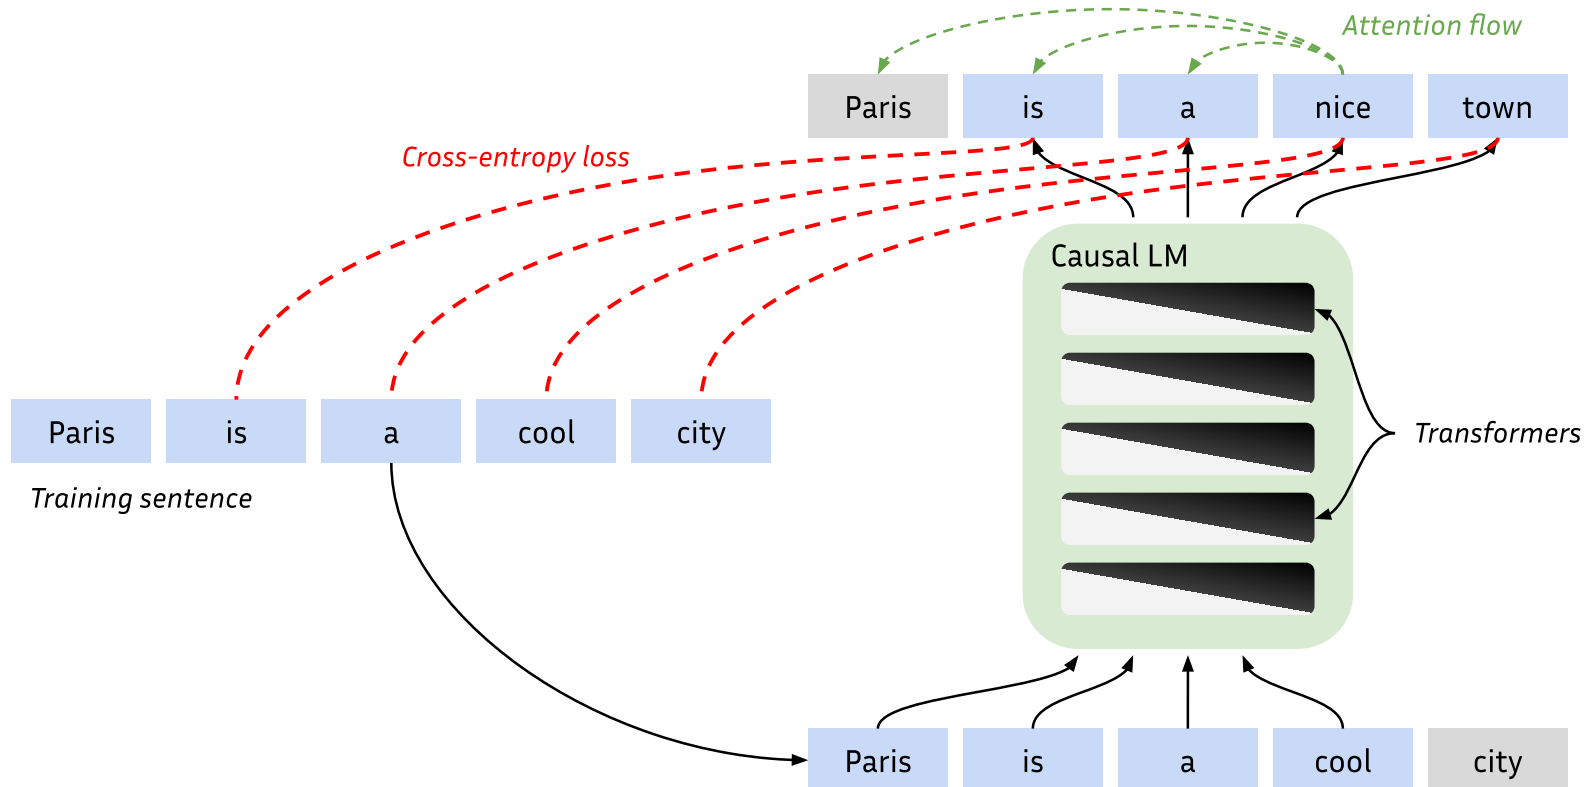 Attention flow
Paris is a nice town
Cross-entropy loss
Causal LM
Paris is a cool city
Transformers
Training sentence
Paris is a cool city